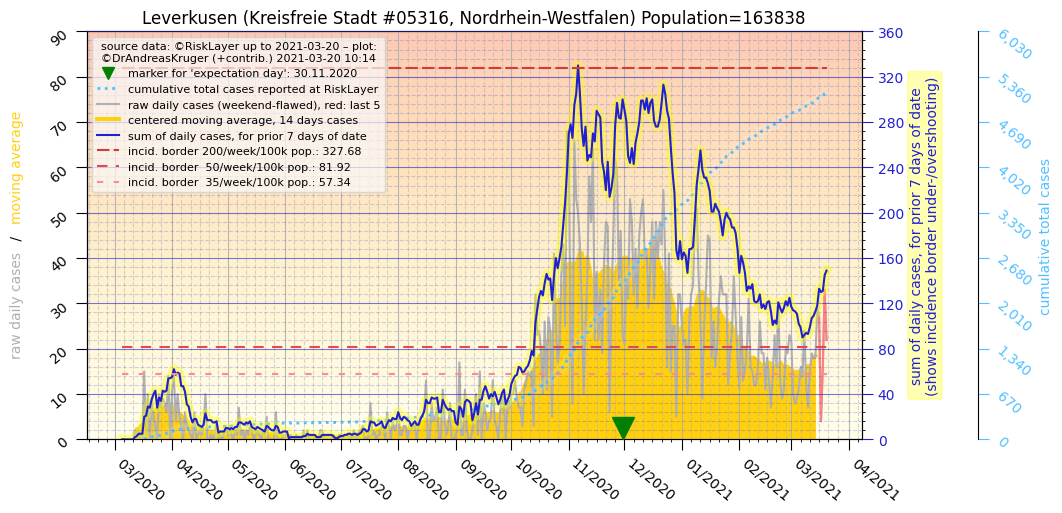 Leverkusen (Kreisfreie Stadt #05316, Nordrhein-Westfalen) Population=163838
source data: ©RiskLayer up to 2021-03-20 – plot:
©DrAndreasKruger (+contrib.) 2021-03-20 10:14
marker for 'expectation day': 30.11.2020
cumulative total cases reported at RiskLayer
raw daily cases (weekend-flawed), red: last 5
centered moving average, 14 days cases
sum of daily cases, for prior 7 days of date
incid. border 200/week/100k pop.: 327.68
incid. border  50/week/100k pop.: 81.92
incid. border  35/week/100k pop.: 57.34
raw daily cases / moving average
90
80
70
60
50
40
30
20
10
0
360
320
280
240
200
160
120
80
40
0
sum of daily cases, for prior 7 days of date
(shows incidence border under-/overshooting)
6,030
5,360
4,690
4,020
3,350
2,680
2,010
1,340
670
0
cumulative total cases
03/2020
04/2020
05/2020
06/2020
07/2020
08/2020
09/2020
10/2020
11/2020
12/2020
01/2021
02/2021
03/2021
04/2021